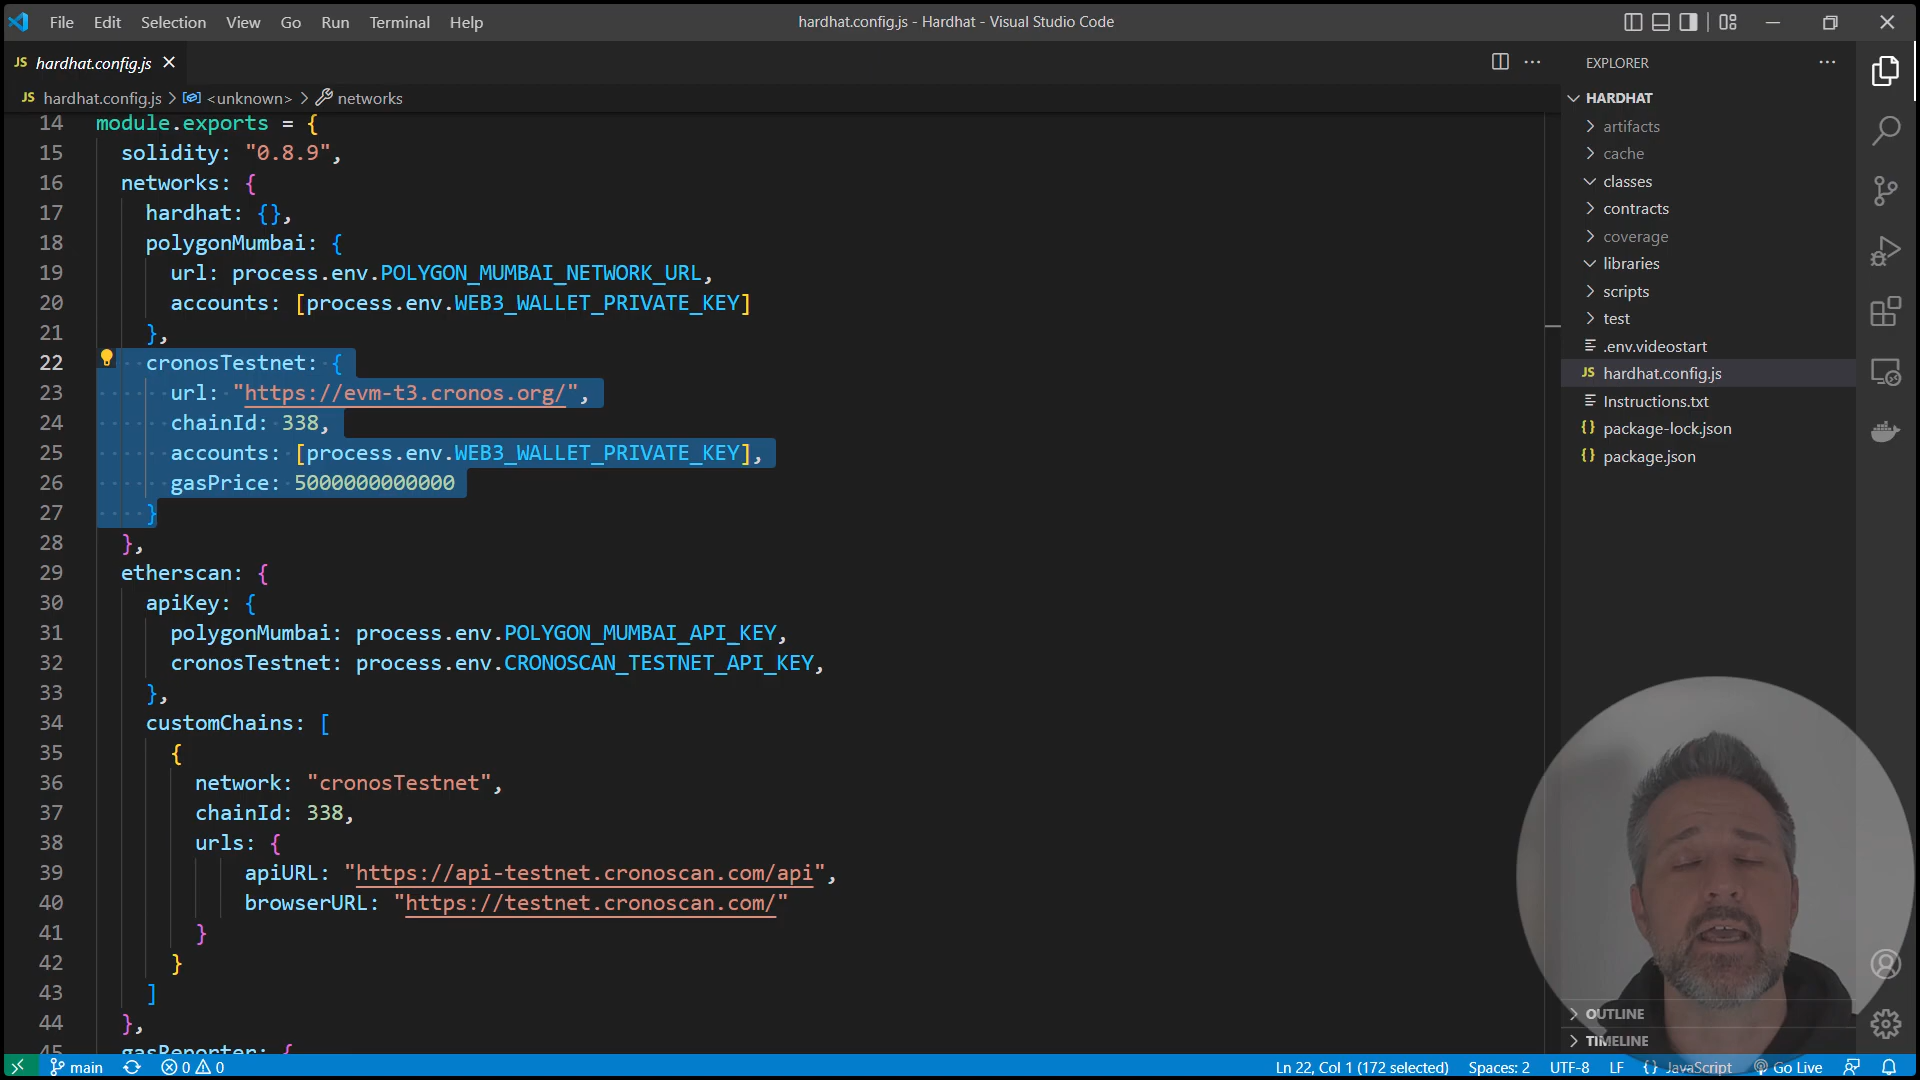 File Edit Selection View Go Run Terminal Help
hardhat.config.js - Hardhat - Visual Studio Code
JS hardhat.config.js
JS hardhat.config.js > <unknown> > networks
14 module.exports = {
15 solidity: "0.8.9",
16 networks: {
17 hardhat: {},
18 polygonMumbai: {
19 url: process.env.POLYGON_MUMBAI_NETWORK_URL,
20 accounts: [process.env.WEB3_WALLET_PRIVATE_KEY]
21 },
22 cronosTestnet: {
23 url: "https://evm-t3.cronos.org/",
24 chainId: 338,
25 accounts: [process.env.WEB3_WALLET_PRIVATE_KEY],
26 gasPrice: 5000000000000
27 }
28 },
29 etherscan: {
30 apiKey: {
31 polygonMumbai: process.env.POLYGON_MUMBAI_API_KEY,
32 cronosTestnet: process.env.CRONOSCAN_TESTNET_API_KEY,
33 },
34 customChains: [
35 {
36 network: "cronosTestnet",
37 chainId: 338,
38 urls: {
39 apiURL: "https://api-testnet.cronoscan.com/api",
40 browserURL: "https://testnet.cronoscan.com/"
41 }
42 }
43 ]
44 },
45 gasReporter: {
EXPLORER
HARDHAT
artifacts
cache
classes
contracts
coverage
libraries
scripts
test
.env.videostart
JS hardhat.config.js
Instructions.txt
{} package-lock.json
{} package.json
OUTLINE
TIMELINE
main 0 0 Ln 22, Col 1 (172 selected) Spaces: 2 UTF-8 LF {} JavaScript Go Live